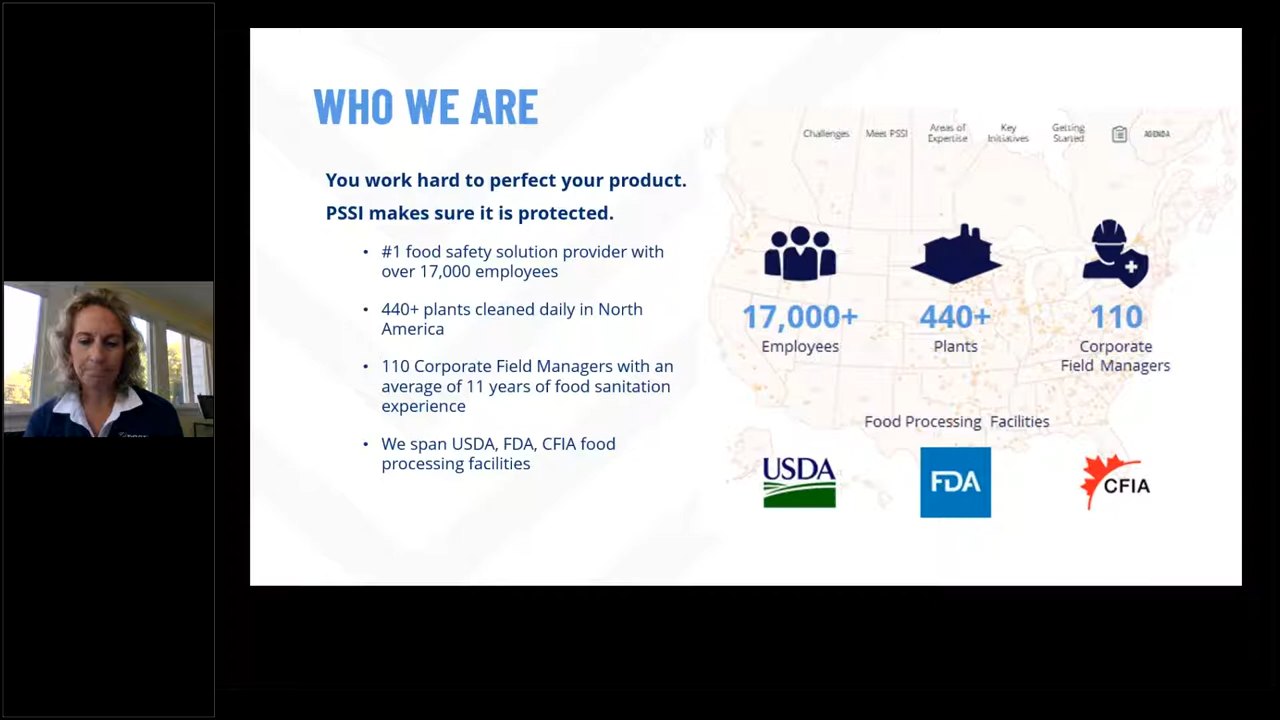 WHO WE ARE
Challenges
Meet PSSI
Areas of
Expertise
Key
Initiatives
Getting
Started
AGENDA
You work hard to perfect your product.
PSSI makes sure it is protected.
• #1 food safety solution provider with
over 17,000 employees
• 440+ plants cleaned daily in North
America
• 110 Corporate Field Managers with an
average of 11 years of food sanitation
experience
• We span USDA, FDA, CFIA food
processing facilities
17,000+
Employees
440+
Plants
110
Corporate
Field Managers
Food Processing Facilities
USDA
FDA
CFIA